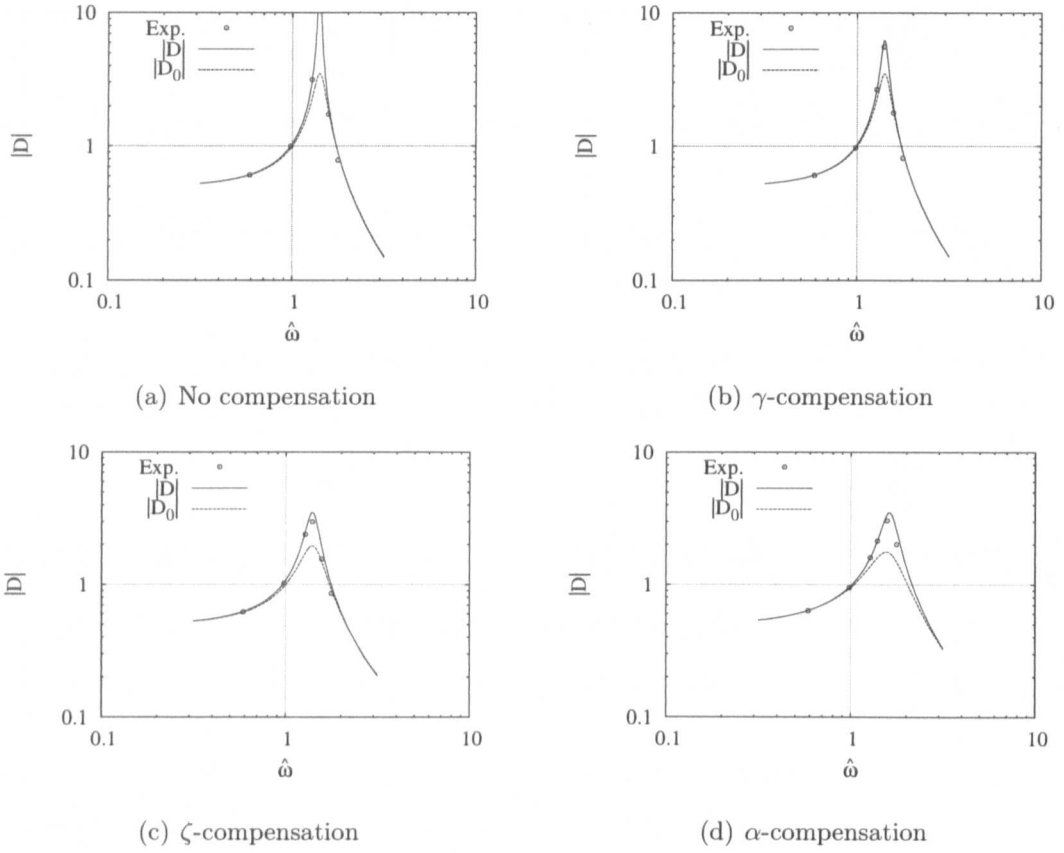 10
Exp.
|D|
|D₀|
|D|
1
0.1
0.1
1
10
ω̂
(a) No compensation
10
Exp.
|D|
|D₀|
|D|
1
0.1
0.1
1
10
ω̂
(b) γ-compensation
10
Exp.
|D|
|D₀|
|D|
1
0.1
0.1
1
10
ω̂
(c) ζ-compensation
10
Exp.
|D|
|D₀|
|D|
1
0.1
0.1
1
10
ω̂
(d) α-compensation